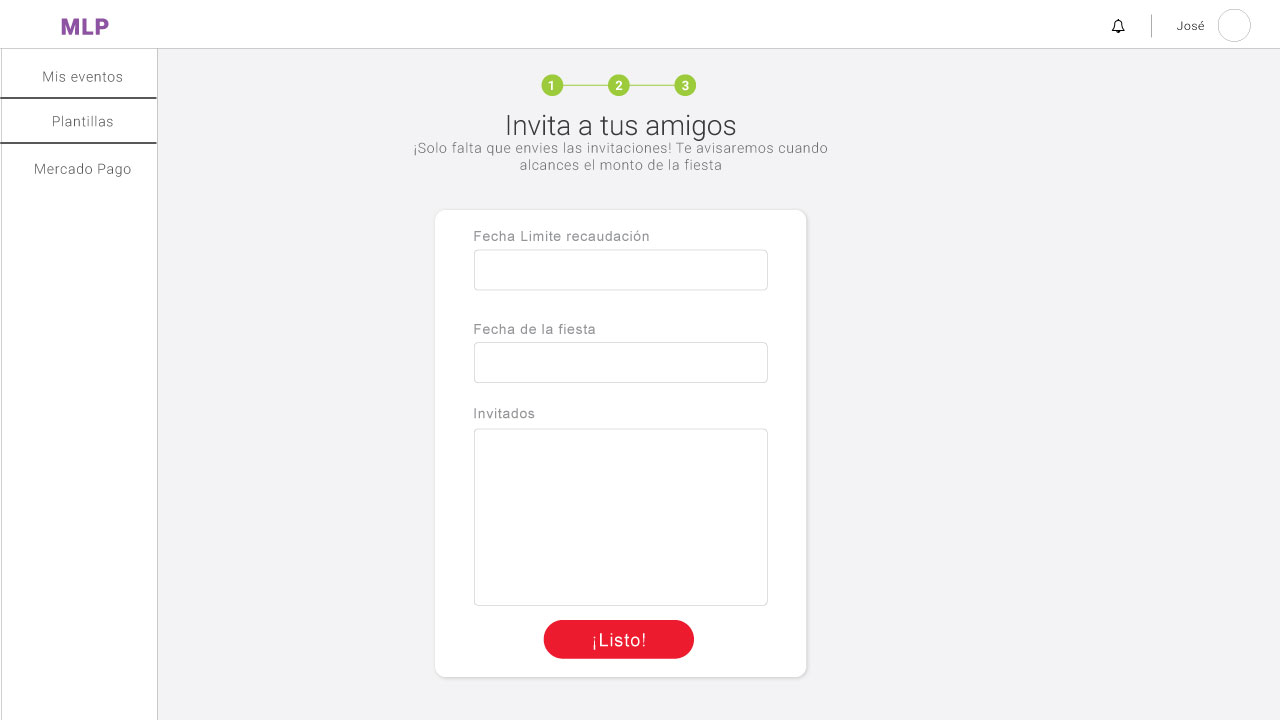 MLP
José
Mis eventos
Plantillas
Mercado Pago
1 2 3
Invita a tus amigos
¡Solo falta que envies las invitaciones! Te avisaremos cuando
alcances el monto de la fiesta
Fecha Limite recaudación
Fecha de la fiesta
Invitados
¡Listo!